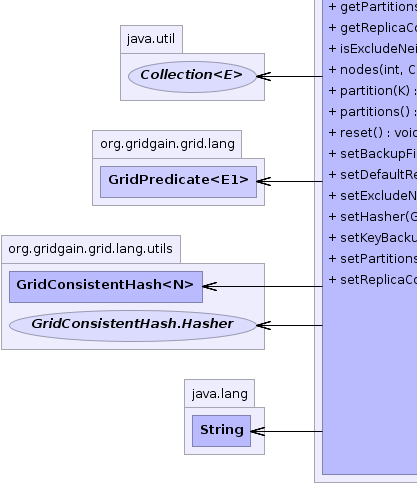 java.util
Collection<E>
org.gridgain.grid.lang
GridPredicate<E1>
org.gridgain.grid.lang.utils
GridConsistentHash<N>
GridConsistentHash.Hasher
java.lang
String
+ getPartitions
+ getReplicaCo
+ isExcludeNei
+ nodes(int, C
+ partition(K) :
+ partitions() :
+ reset() : void
+ setBackupFi
+ setDefaultRe
+ setExcludeN
+ setHasher(G
+ setKeyBacku
+ setPartitions
+ setReplicaCo